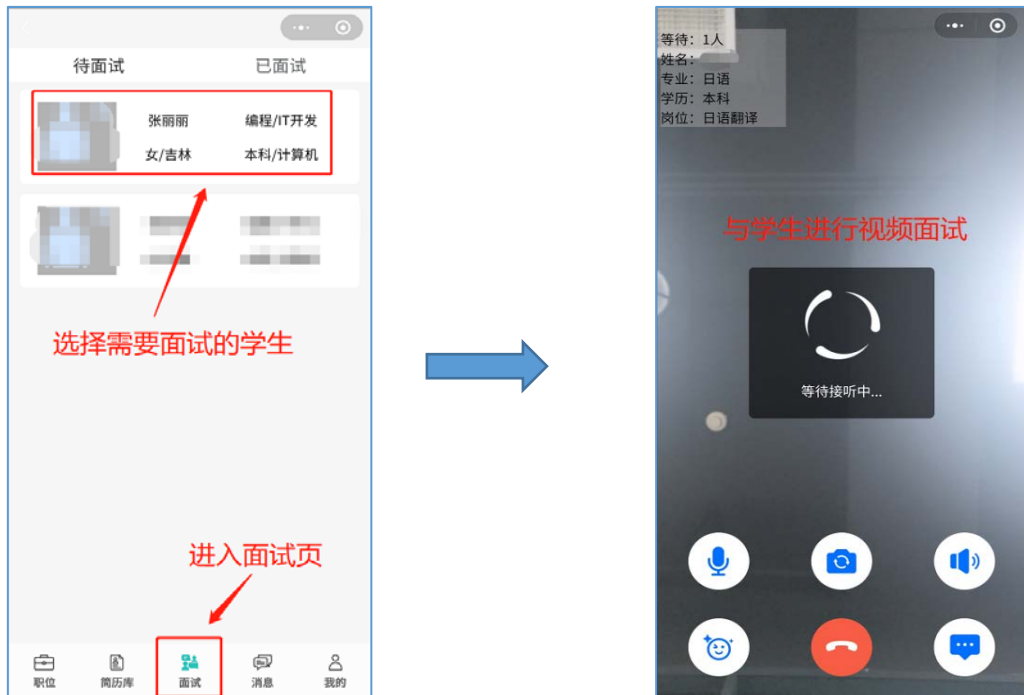 待面试 已面试
张丽丽 编程/IT开发
女/吉林 本科/计算机
选择需要面试的学生
进入面试页
职位 简历库 面试 消息 我的
等待：1人
姓名：
专业：日语
学历：本科
岗位：日语翻译
与学生进行视频面试
等待接听中...